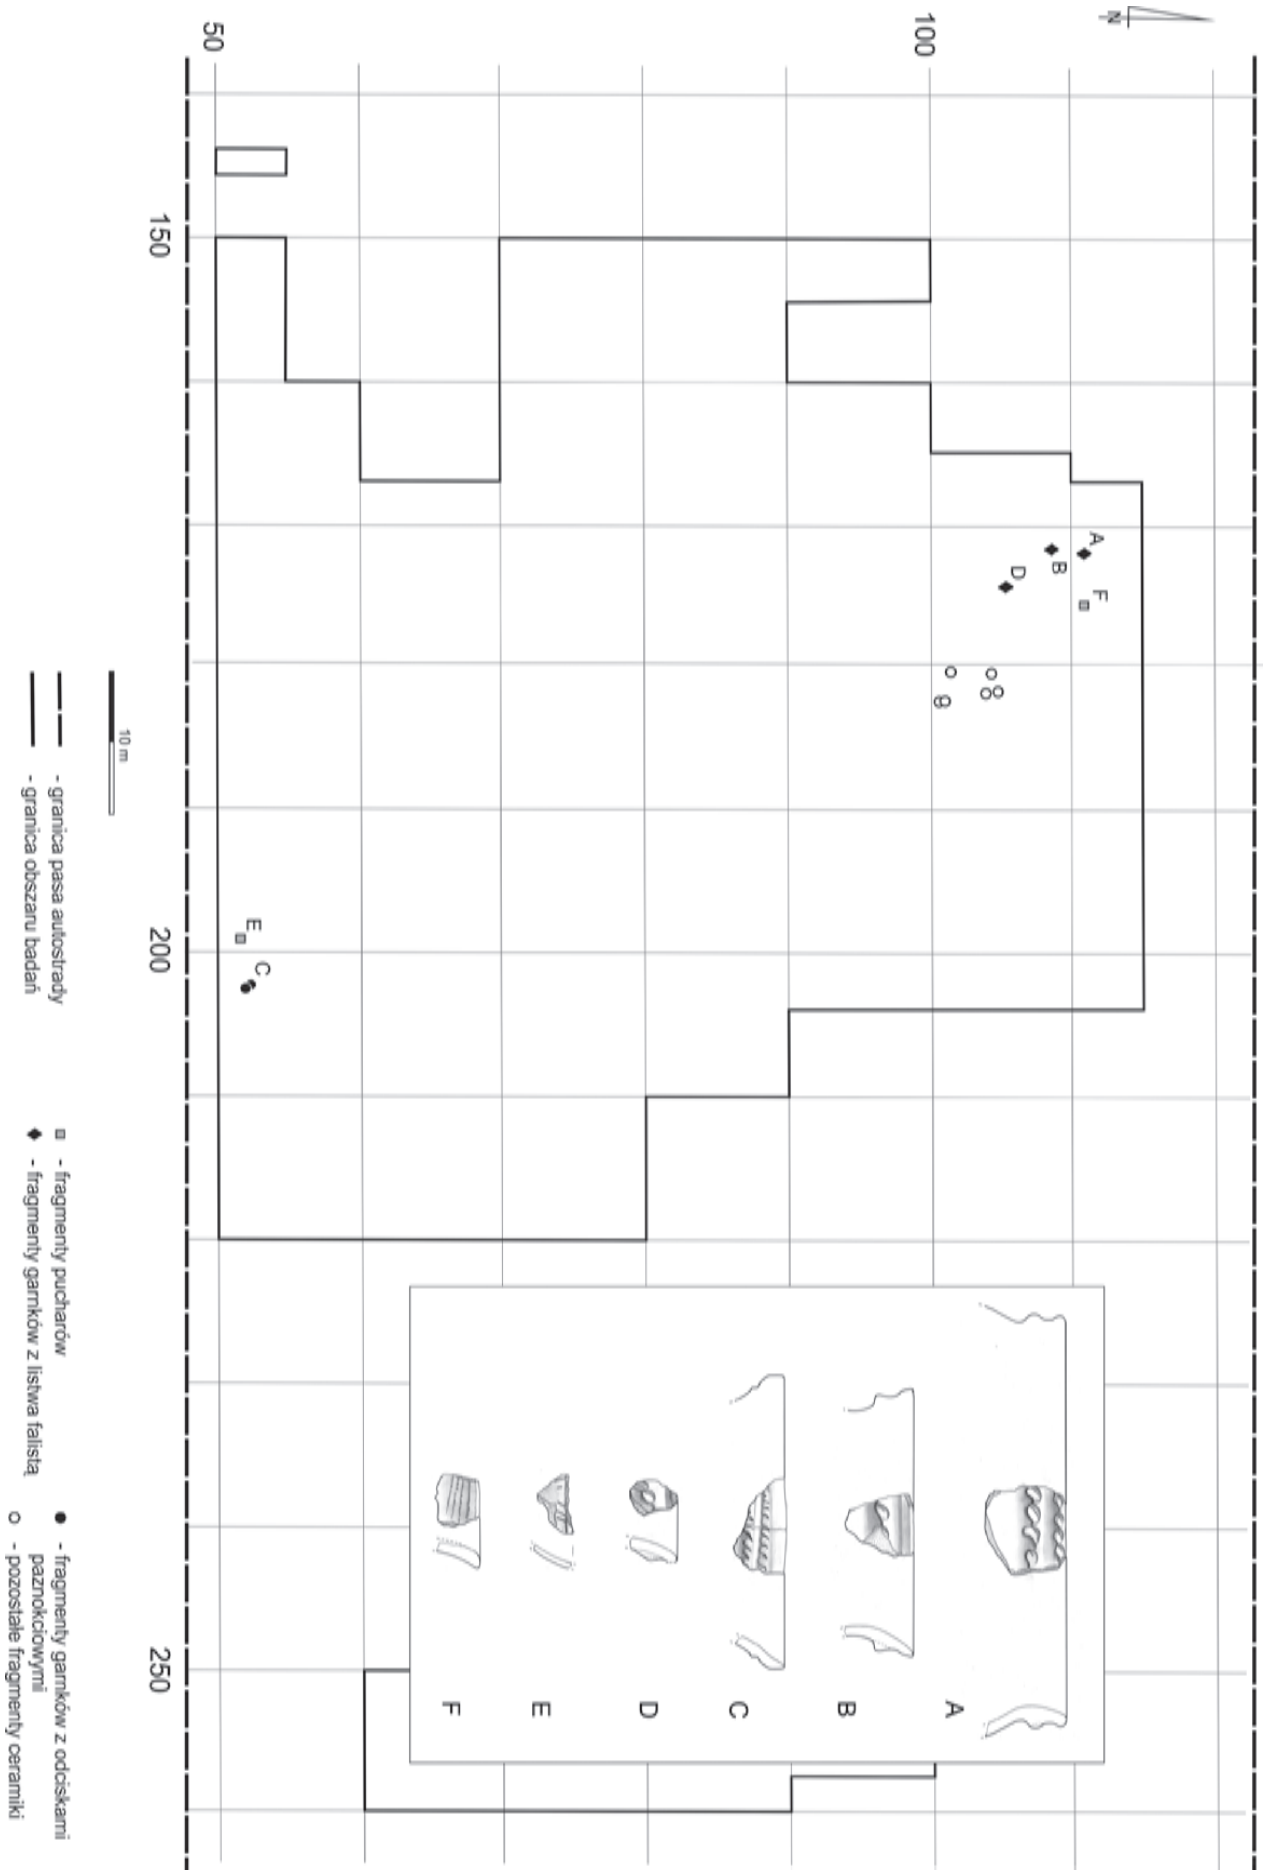 N
50
100
150
200
250
A
B
D
F
E
C
A
B
C
D
E
F
10 m
- granica pasa autostrady
- granica obszaru badań
- fragmenty pucharów
- fragmenty garnków z listwa falistą
- fragmenty garnków z odciskami
paznokciowymi
- pozostałe fragmenty ceramiki